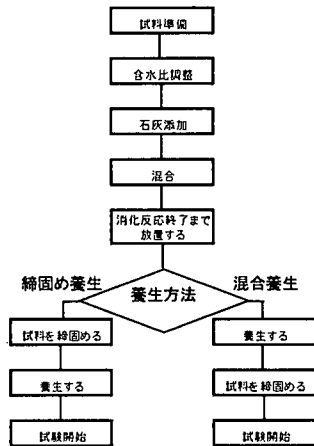 試料準備
含水比調整
石灰添加
混合
消化反応終了まで
放置する
締固め養生
養生方法
混合養生
試料を締固める
養生する
試験開始
養生する
試料を締固める
試験開始